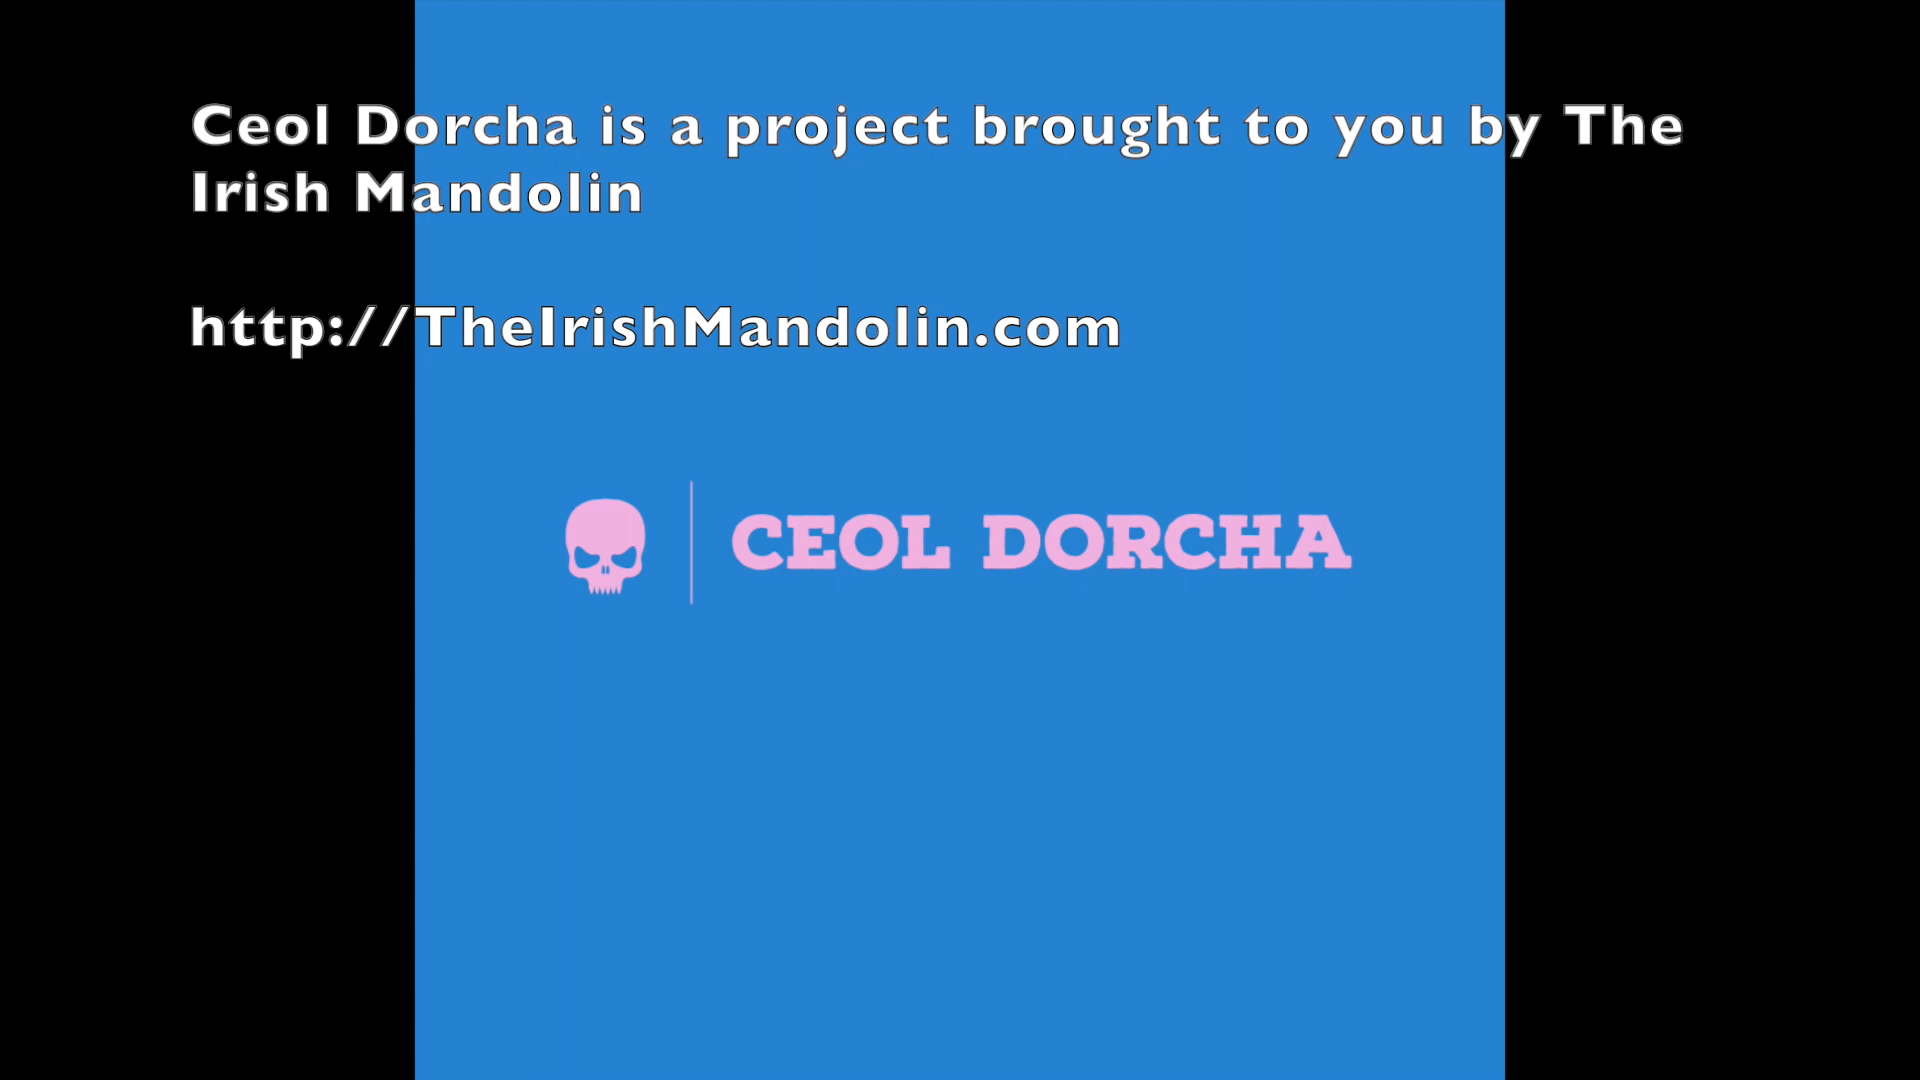 Ceol Dorcha is a project brought to you by The
Irish Mandolin
http://TheIrishMandolin.com
CEOL DORCHA